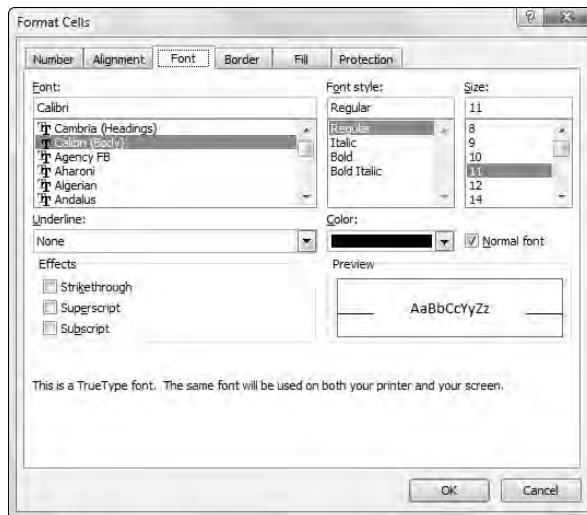 Format Cells
Number Alignment Font Border Fill Protection
Font: Font style: Size:
Calibri Regular 11
Cambria (Headings) Regular 8
Calibri (Body) Italic 9
Agency FB Bold 10
Aharoni Bold Italic 11
Algerian 12
Andalus 14
Underline: Color:
None Normal font
Effects Preview
Strikethrough
Superscript AaBbCcYyZz
Subscript
This is a TrueType font. The same font will be used on both your printer and your screen.
OK Cancel